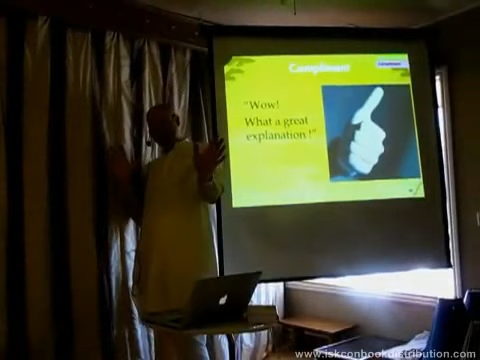 Compliment
"Wow!
What a great
explanation !"
www.iskconbookdistribution.com